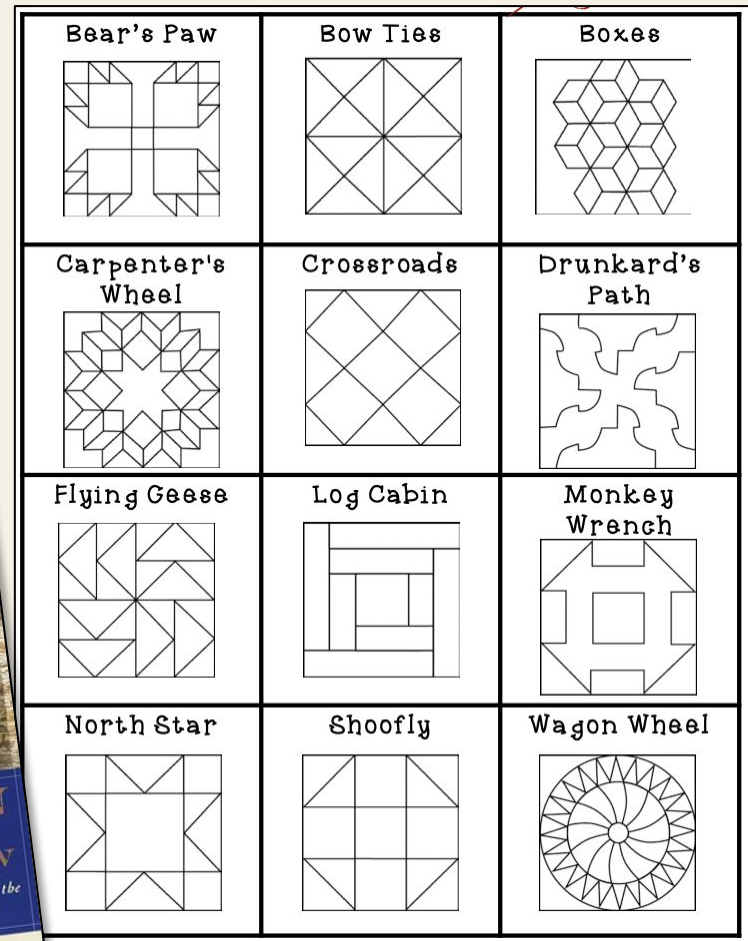 Bear's Paw
Bow Ties
Boxes
Carpenter's
Wheel
Crossroads
Drunkard's
Path
Flying Geese
Log Cabin
Monkey
Wrench
North Star
Shoofly
Wagon Wheel
the